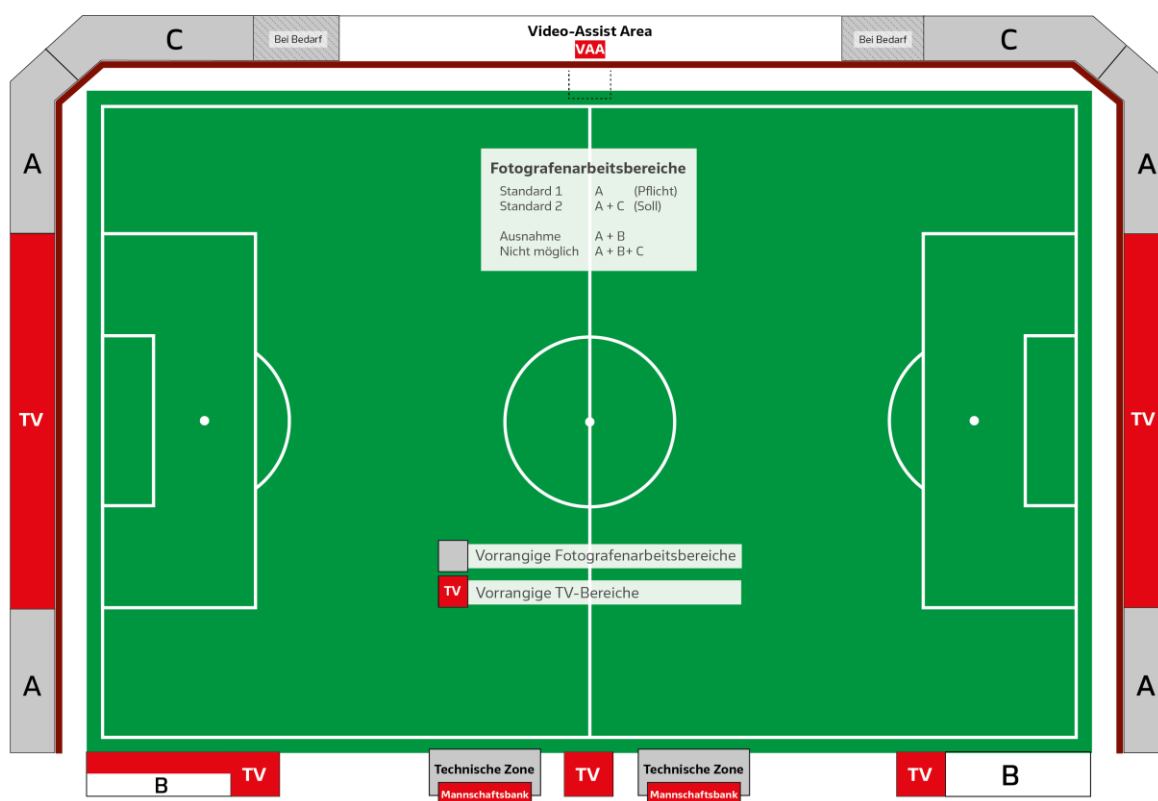 C
Bei Bedarf
Video-Assist Area
VAA
Bei Bedarf
C
A
A
Fotografenarbeitsbereiche
Standard 1 A (Pflicht)
Standard 2 A + C (Soll)
Ausnahme A + B
Nicht möglich A + B+ C
TV
TV
Vorrangige Fotografenarbeitsbereiche
TV Vorrangige TV-Bereiche
A
A
B
TV
Technische Zone
Mannschaftsbank
TV
Technische Zone
Mannschaftsbank
TV
B